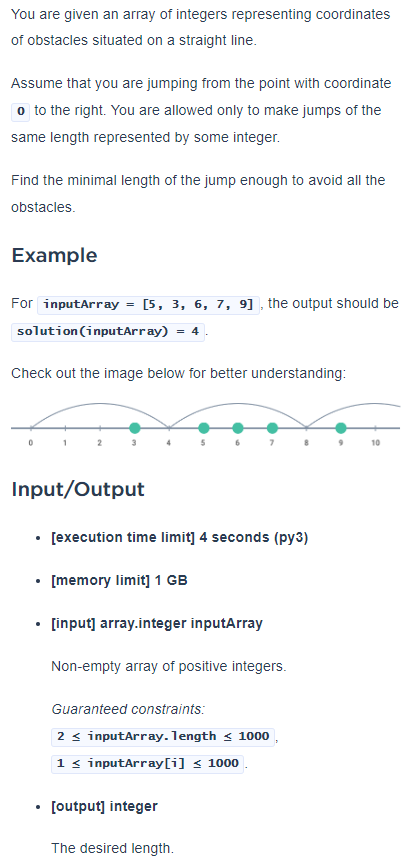 You are given an array of integers representing coordinates
of obstacles situated on a straight line.
Assume that you are jumping from the point with coordinate
0 to the right. You are allowed only to make jumps of the
same length represented by some integer.
Find the minimal length of the jump enough to avoid all the
obstacles.
Example
For inputArray = [5, 3, 6, 7, 9] , the output should be
solution(inputArray) = 4 .
Check out the image below for better understanding:
0 1 2 3 4 5 6 7 8 9 10
Input/Output
• [execution time limit] 4 seconds (py3)
• [memory limit] 1 GB
• [input] array.integer inputArray
Non-empty array of positive integers.
Guaranteed constraints:
2 ≤ inputArray.length ≤ 1000 ,
1 ≤ inputArray[i] ≤ 1000 .
• [output] integer
The desired length.